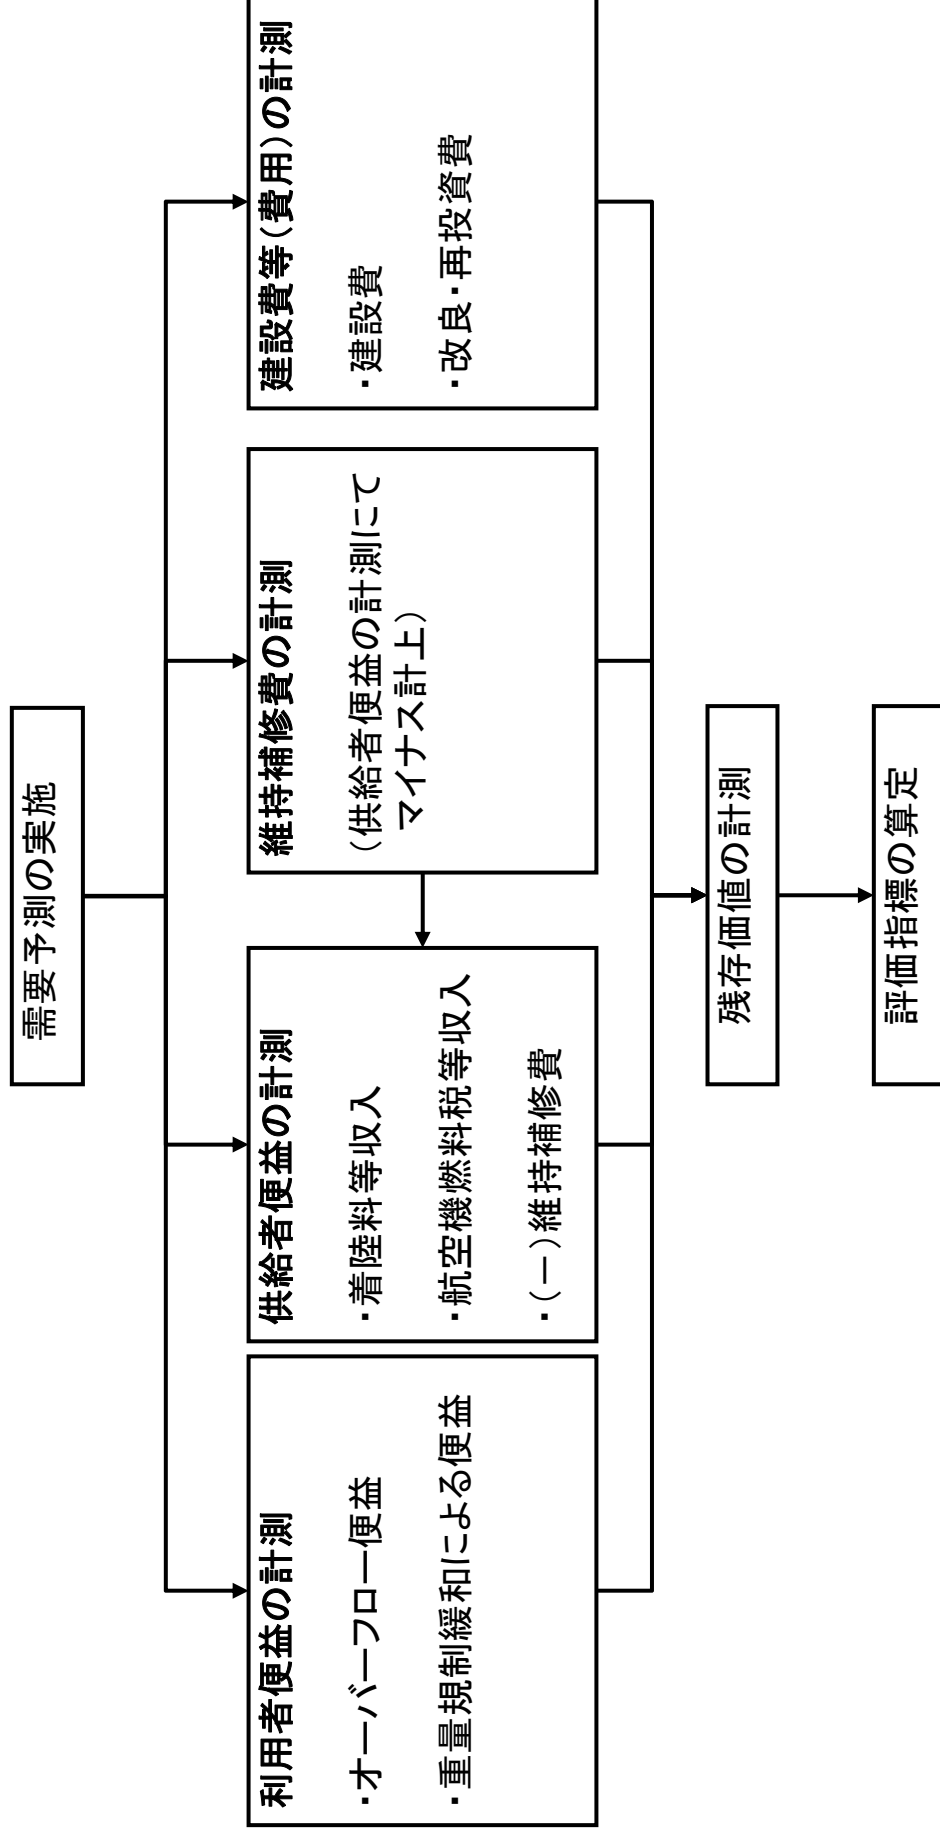 需要予測の実施
利用者便益の計測
・オーバーフロー便益
・重量規制緩和による便益
供給者便益の計測
・着陸料等収入
・航空機燃料税等収入
・(－)維持補修費
維持補修費の計測
(供給者便益の計測にて
マイナス計上)
建設費等(費用)の計測
・建設費
・改良・再投資費
残存価値の計測
評価指標の算定